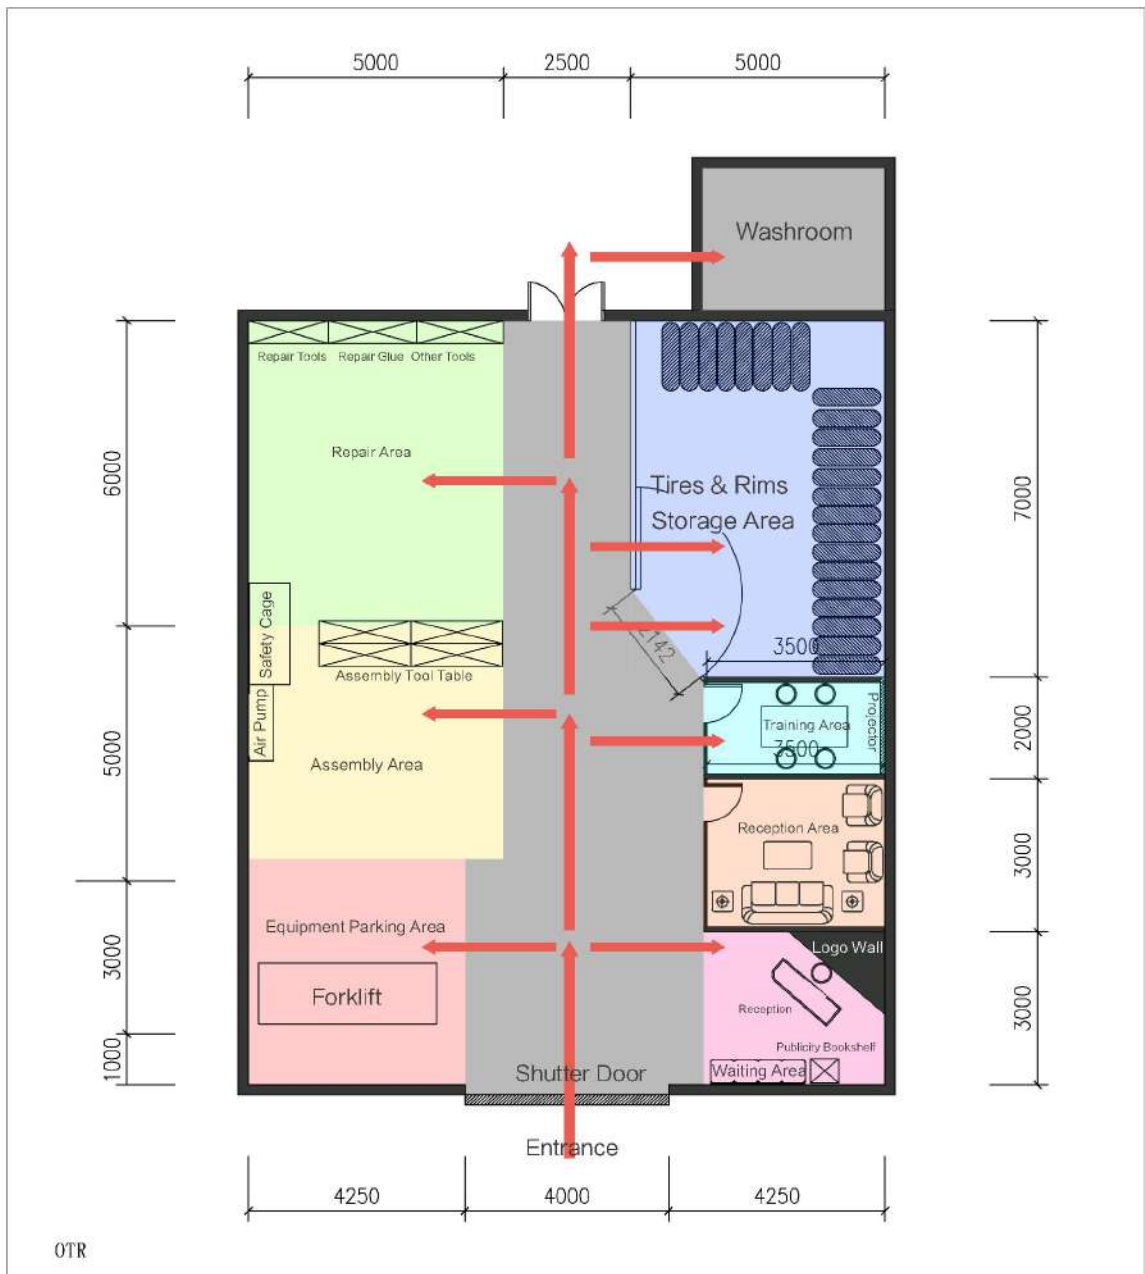 5000 2500 5000
Washroom
Repair Tools Repair Glue Other Tools
Repair Area
Tires & Rims
Storage Area
6000
7000
Safety Cage
2142
3500
Assembly Tool Table
Air Pump
Training Area
Projector
3500
2000
5000
Assembly Area
Reception Area
3000
Equipment Parking Area
Logo Wall
3000
Forklift
Reception
3000
Publicity Bookshelf
Waiting Area
1000
Shutter Door
Entrance
4250 4000 4250
OTR